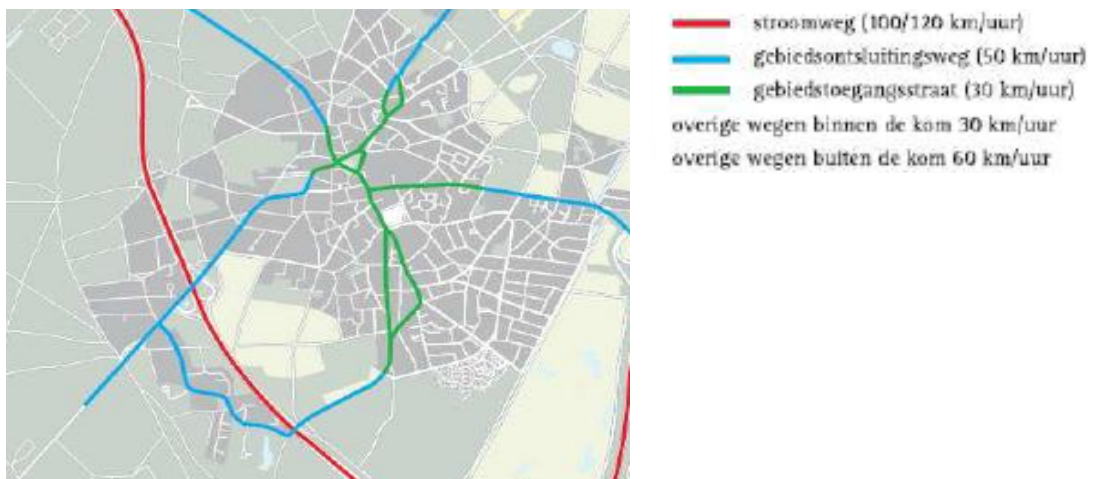 stroomweg (100/120 km/uur)
gebiedsontsluitingsweg (50 km/uur)
gebiedstoegangsstraat (30 km/uur)
overige wegen binnen de kom 30 km/uur
overige wegen buiten de kom 60 km/uur